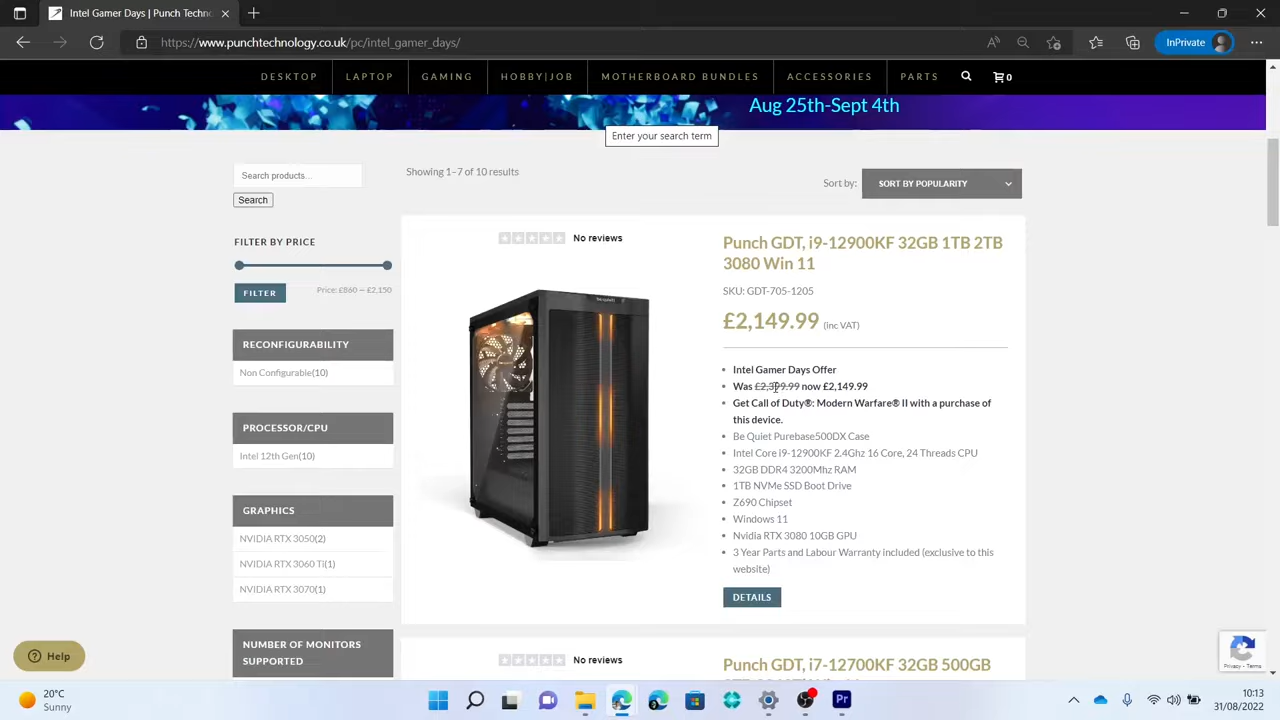 Intel Gamer Days
https://www.punchtechnology.co.uk/pc/intel_gamer_days/
InPrivate
DESKTOP
LAPTOP
GAMING
HOBBY|JOB
MOTHERBOARD BUNDLES
ACCESSORIES
PARTS
0
Aug 25th-Sept 4th
Enter your search term
Search products…
Search
Showing 1–7 of 10 results
Sort by:
SORT BY POPULARITY
FILTER BY PRICE
FILTER
Price: £860 — £2,150
RECONFIGURABILITY
Non Configurable(10)
PROCESSOR/CPU
Intel 12th Gen(10)
GRAPHICS
NVIDIA RTX 3050(2)
NVIDIA RTX 3060 TI(1)
NVIDIA RTX 3070(1)
NUMBER OF MONITORS
SUPPORTED
No reviews
Punch GDT, i9-12900KF 32GB 1TB 2TB
3080 Win 11
SKU: GDT-705-1205
£2,149.99 (inc VAT)
Intel Gamer Days Offer
Was now £2,149.99
Get Call of Duty®: Modern Warfare® II with a purchase of
this device.
Be Quiet Purebase500DX Case
Intel Core i9-12900KF 2.4Ghz 16 Core, 24 Threads CPU
32GB DDR4 3200Mhz RAM
1TB NVMe SSD Boot Drive
Z690 Chipset
Windows 11
Nvidia RTX 3080 10GB GPU
3 Year Parts and Labour Warranty included (exclusive to this
website)
DETAILS
No reviews
Punch GDT, i7-12700KF 32GB 500GB
Help
Privacy - Terms
20°C
Sunny
Pr
10:13
31/08/2022